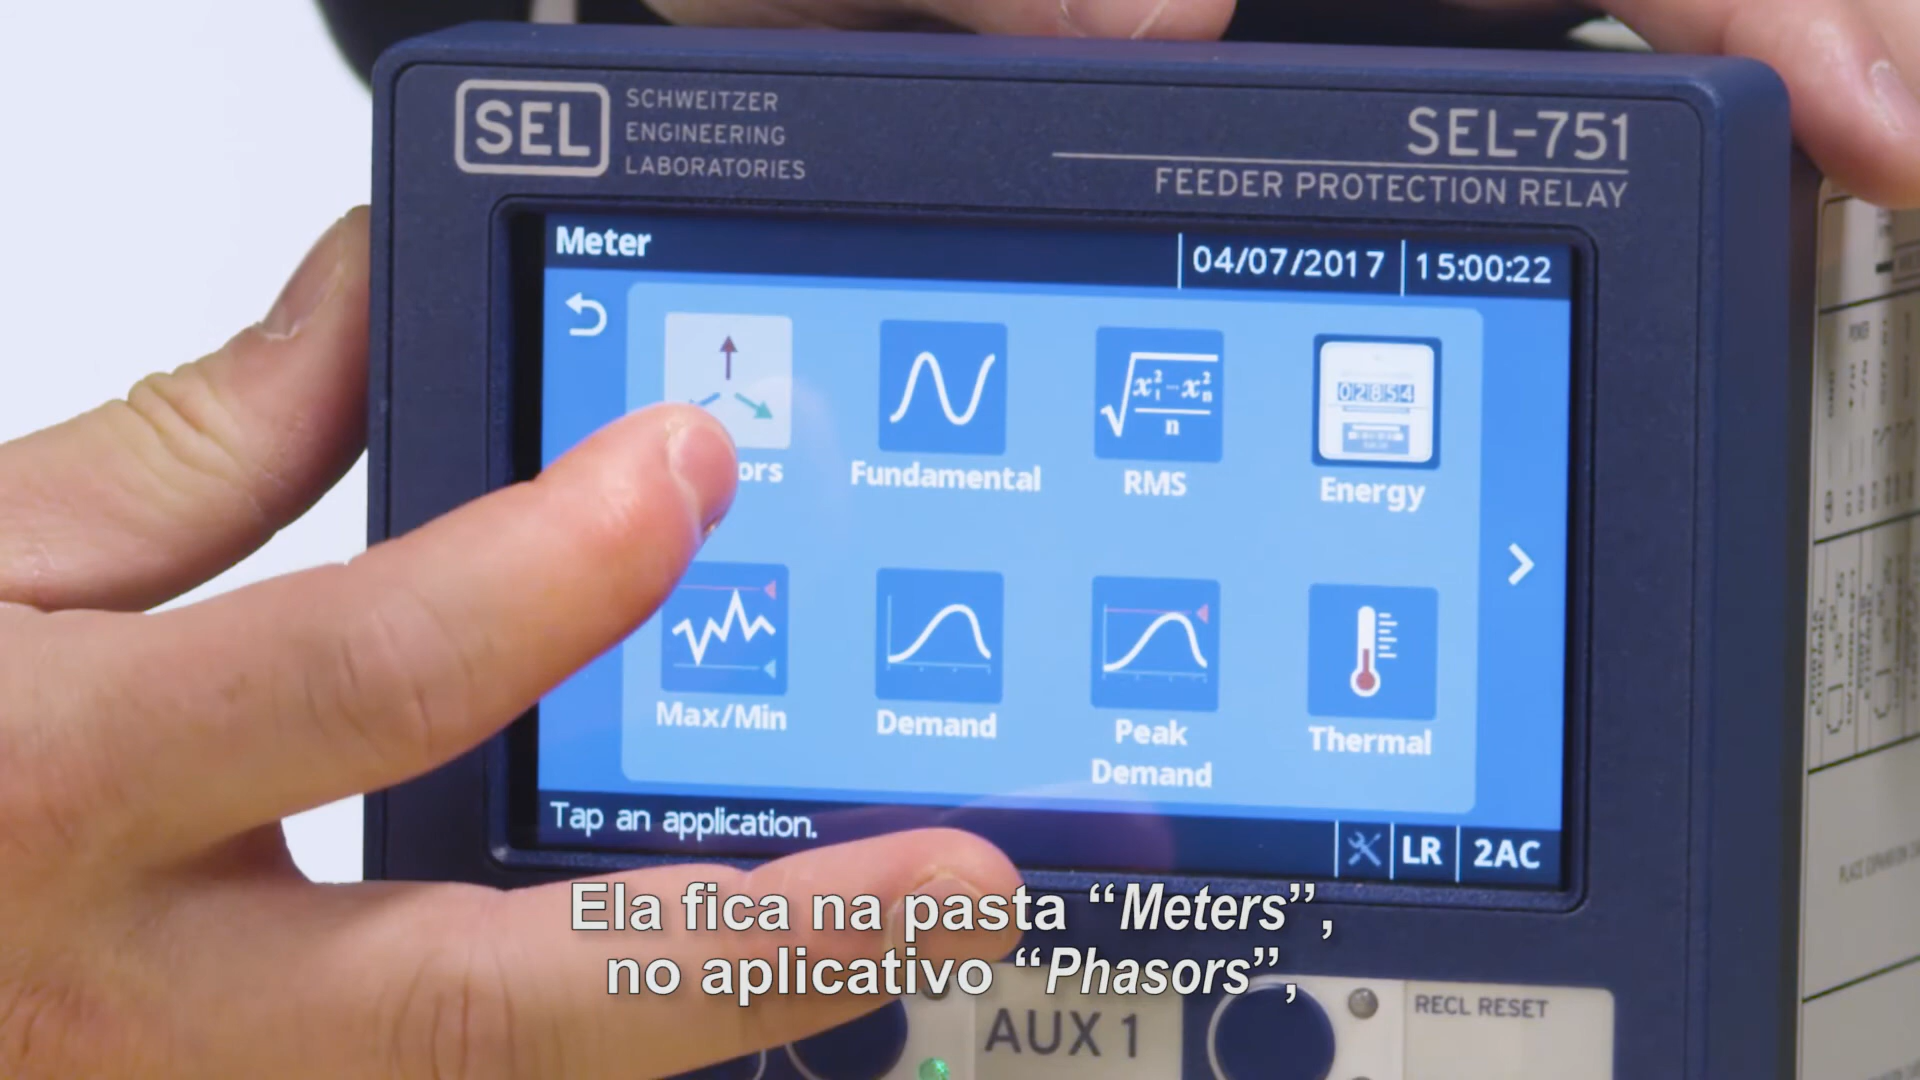 SEL
SCHWEITZER
ENGINEERING
LABORATORIES
SEL-751
FEEDER PROTECTION RELAY
Meter
04/07/2017
15:00:22
ors
Fundamental
RMS
Energy
02854
Max/Min
Demand
Peak
Demand
Thermal
Tap an application.
LR
2AC
Ela fica na pasta “Meters”,
no aplicativo “Phasors”,
AUX 1
RECL RESET